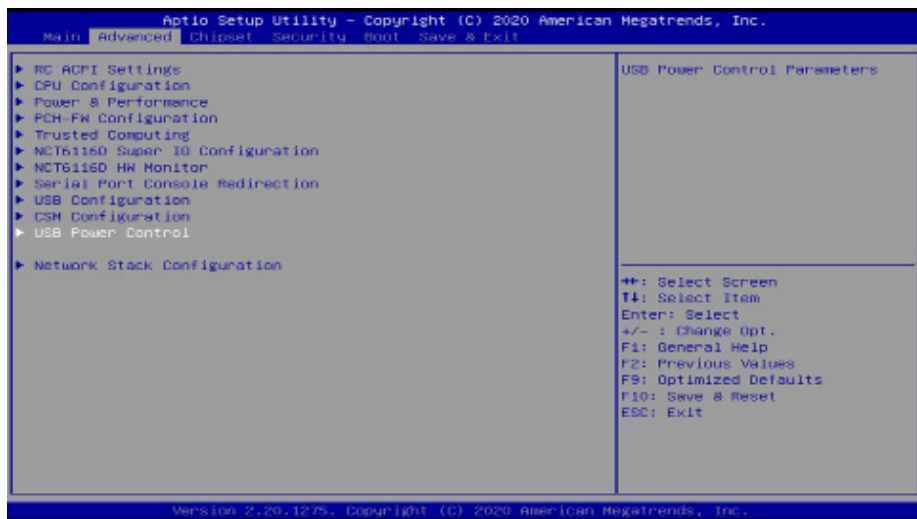 Aptio Setup Utility – Copyright (C) 2020 American Megatrends, Inc.
Main Advanced Chipset Security Boot Save & Exit
► RC ACPI Settings
► CPU Configuration
► Power & Performance
► PCH-FW Configuration
► Trusted Computing
► NCT6116D Super IO Configuration
► NCT6116D HW Monitor
► Serial Port Console Redirection
► USB Configuration
► CSM Configuration
► USB Power Control
► Network Stack Configuration
USB Power Control Parameters
→←: Select Screen
↑↓: Select Item
Enter: Select
+/- : Change Opt.
F1: General Help
F2: Previous Values
F9: Optimized Defaults
F10: Save & Reset
ESC: Exit
Version 2.20.1275. Copyright (C) 2020 American Megatrends, Inc.